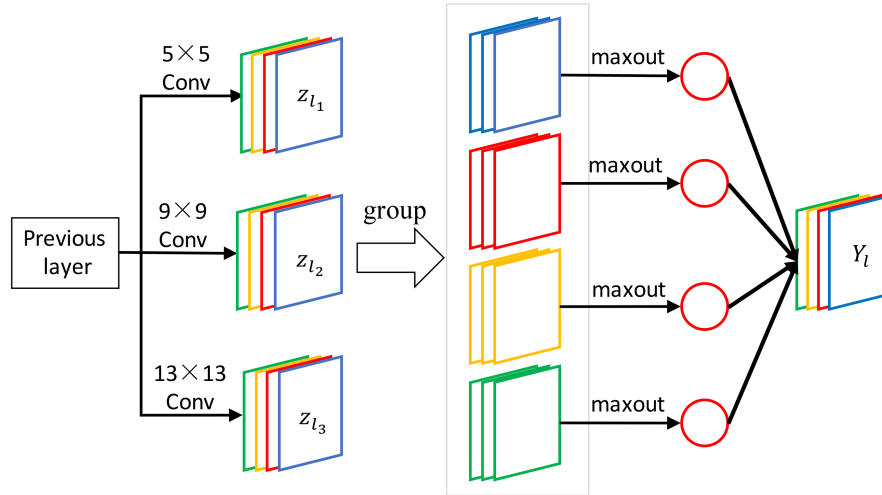 5×5
Conv
z_{l_1}
Previous
layer
9×9
Conv
z_{l_2}
13×13
Conv
z_{l_3}
group
maxout
maxout
maxout
maxout
Y_l